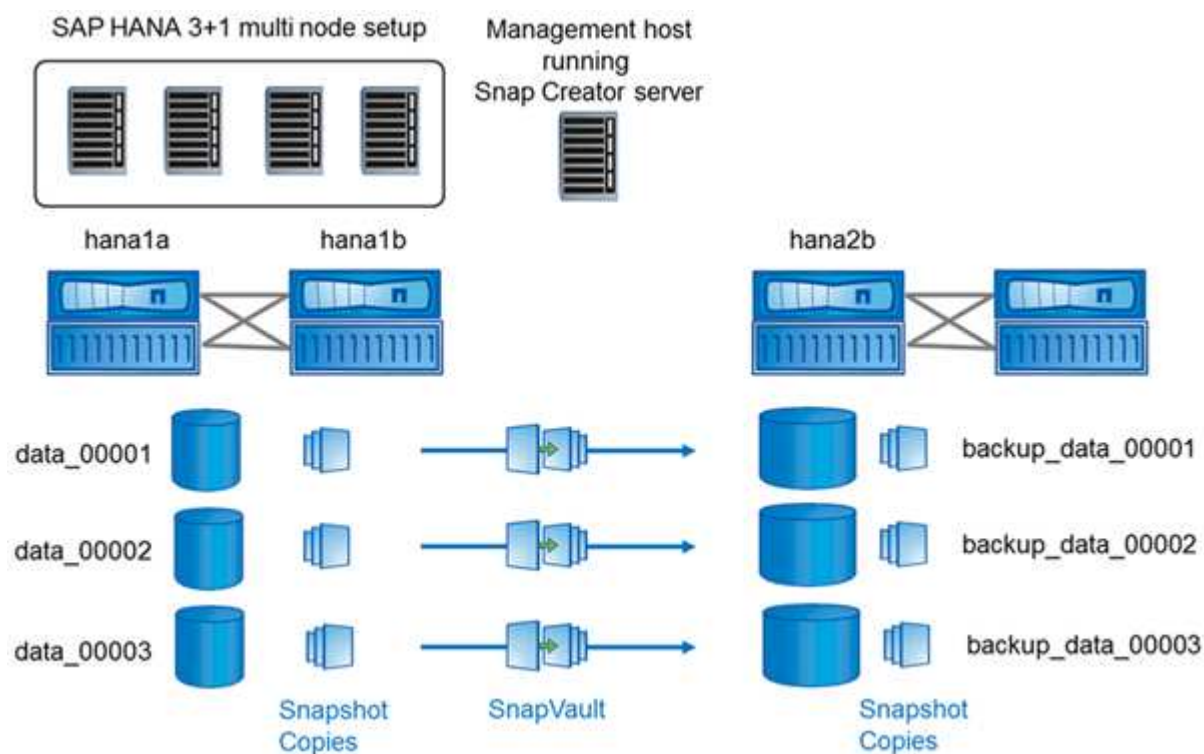 SAP HANA 3+1 multi node setup
Management host
running
Snap Creator server
hana1a
hana1b
hana2b
data_00001
backup_data_00001
data_00002
backup_data_00002
data_00003
backup_data_00003
Snapshot
Copies
SnapVault
Snapshot
Copies